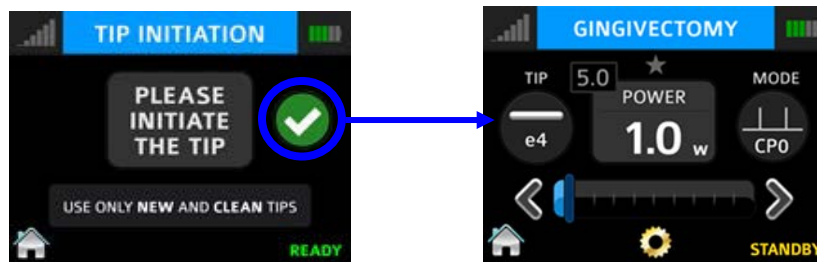 TIP INITIATION
PLEASE
INITIATE
THE TIP
USE ONLY NEW AND CLEAN TIPS
READY
GINGIVECTOMY
TIP
5.0
POWER
MODE
e4
1.0 w
CP0
STANDBY